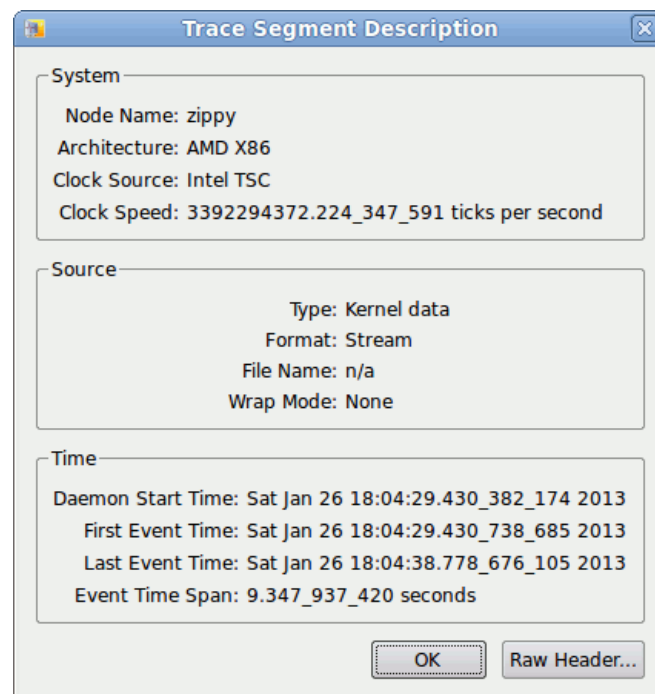 Trace Segment Description
System
Node Name: zippy
Architecture: AMD X86
Clock Source: Intel TSC
Clock Speed: 3392294372.224_347_591 ticks per second
Source
Type: Kernel data
Format: Stream
File Name: n/a
Wrap Mode: None
Time
Daemon Start Time: Sat Jan 26 18:04:29.430_382_174 2013
First Event Time: Sat Jan 26 18:04:29.430_738_685 2013
Last Event Time: Sat Jan 26 18:04:38.778_676_105 2013
Event Time Span: 9.347_937_420 seconds
OK Raw Header...